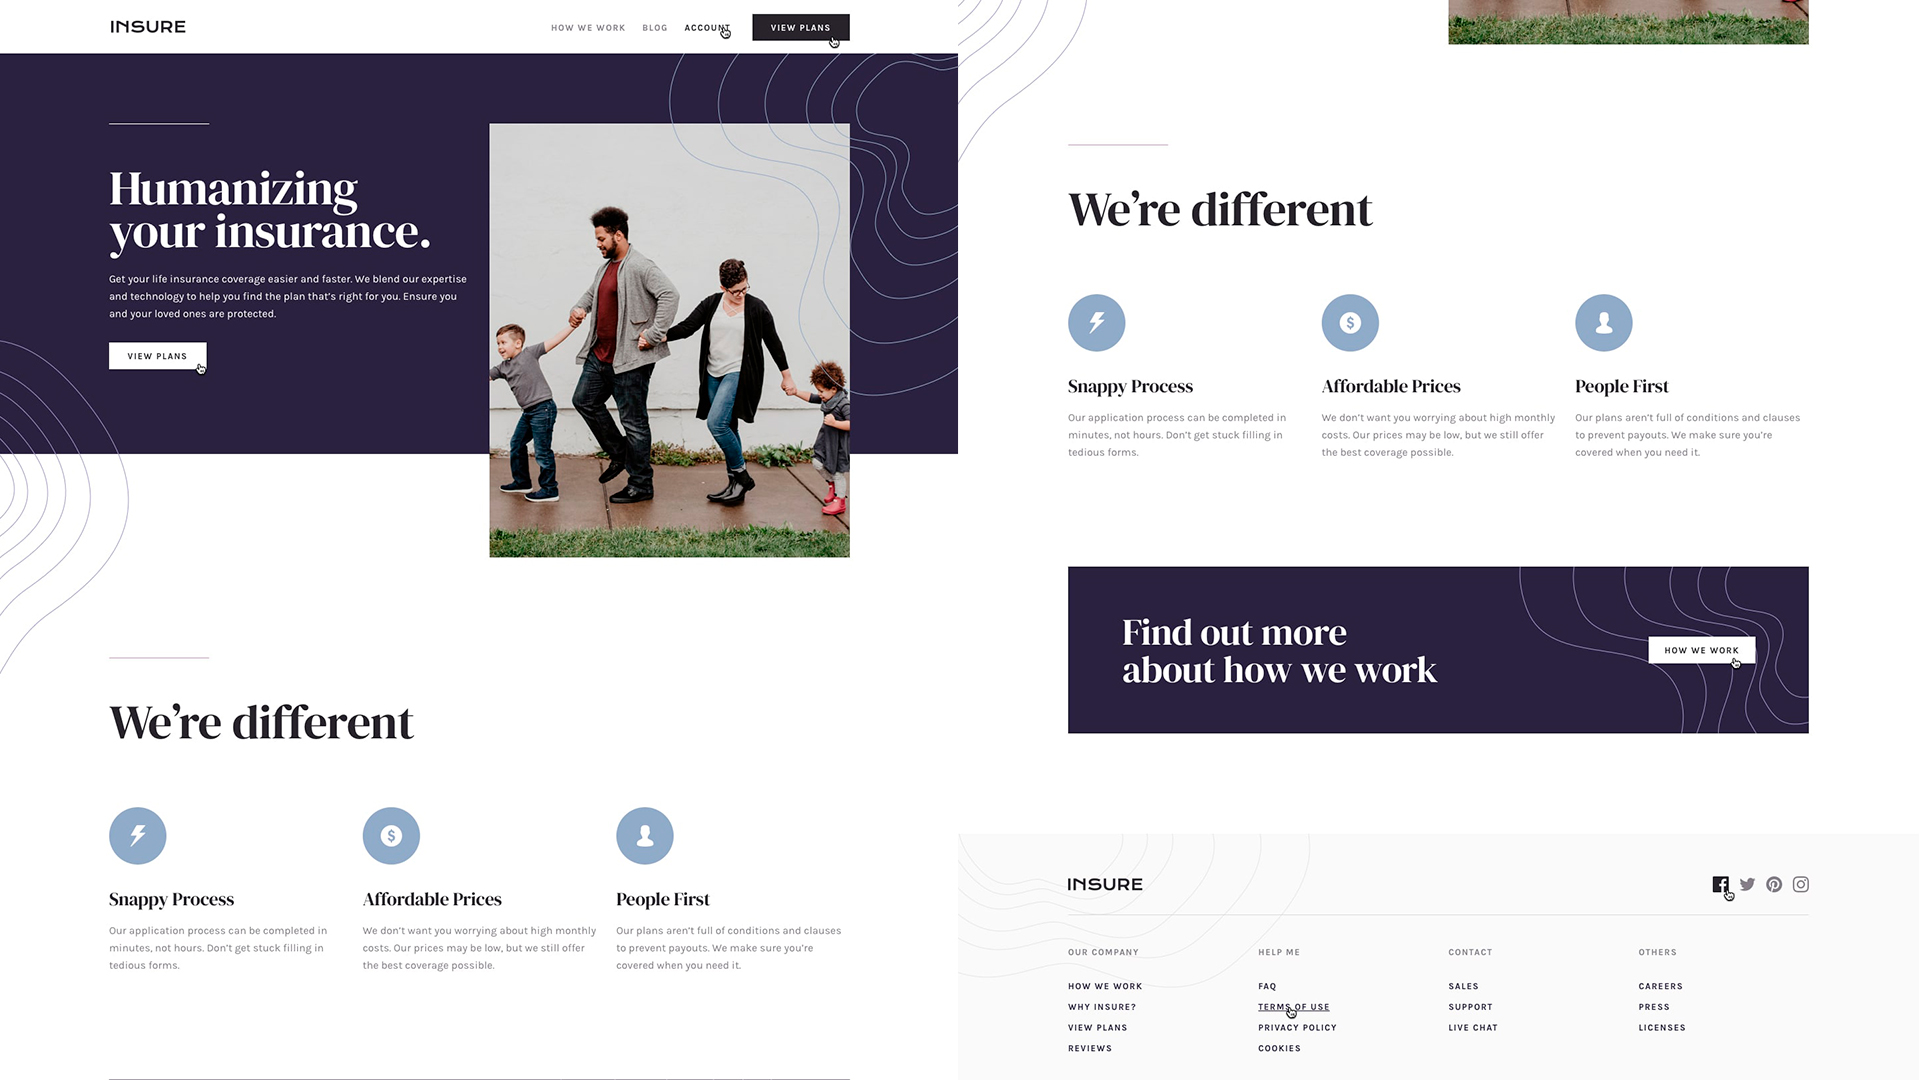 INSURE
HOW WE WORK
BLOG
ACCOUNT
VIEW PLANS
Humanizing
your insurance.
Get your life insurance coverage easier and faster. We blend our expertise
and technology to help you find the plan that's right for you. Ensure you
and your loved ones are protected.
VIEW PLANS
We're different
Snappy Process
Our application process can be completed in
minutes, not hours. Don't get stuck filling in
tedious forms.
Affordable Prices
We don't want you worrying about high monthly
costs. Our prices may be low, but we still offer
the best coverage possible.
People First
Our plans aren't full of conditions and clauses
to prevent payouts. We make sure you're
covered when you need it.
We're different
Snappy Process
Our application process can be completed in
minutes, not hours. Don't get stuck filling in
tedious forms.
Affordable Prices
We don't want you worrying about high monthly
costs. Our prices may be low, but we still offer
the best coverage possible.
People First
Our plans aren't full of conditions and clauses
to prevent payouts. We make sure you're
covered when you need it.
Find out more
about how we work
HOW WE WORK
INSURE
OUR COMPANY
HOW WE WORK
WHY INSURE?
VIEW PLANS
REVIEWS
HELP ME
FAQ
TERMS OF USE
PRIVACY POLICY
COOKIES
CONTACT
SALES
SUPPORT
LIVE CHAT
OTHERS
CAREERS
PRESS
LICENSES